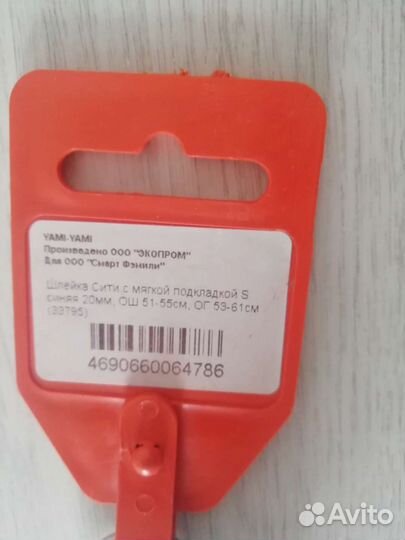 YAMI-YAMI
Произведено ООО "ЭКОПРОМ"
Для ООО "Смарт Фэмили"
Шлейка Сити с мягкой подкладкой S
синяя 20мм, ОШ 51-55см, ОГ 53-61см
(33795)
4690660064786
Avito